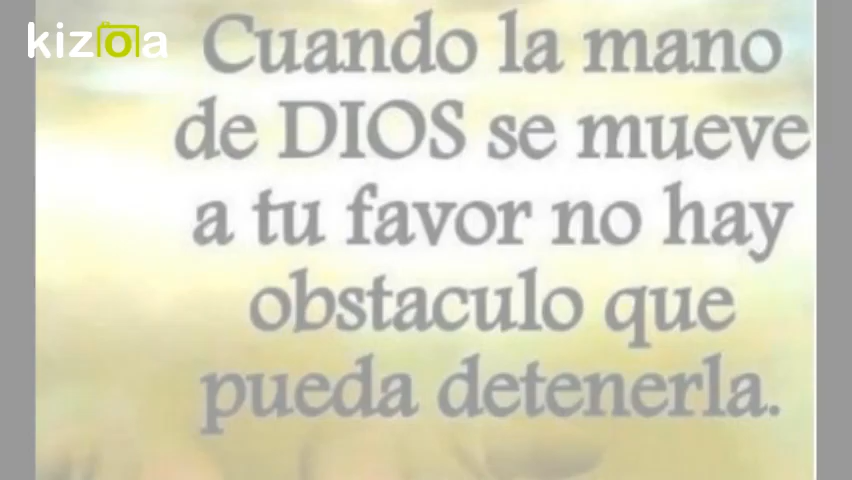 kizoa
Cuando la mano
de DIOS se mueve
a tu favor no hay
obstaculo que
pueda detenerla.